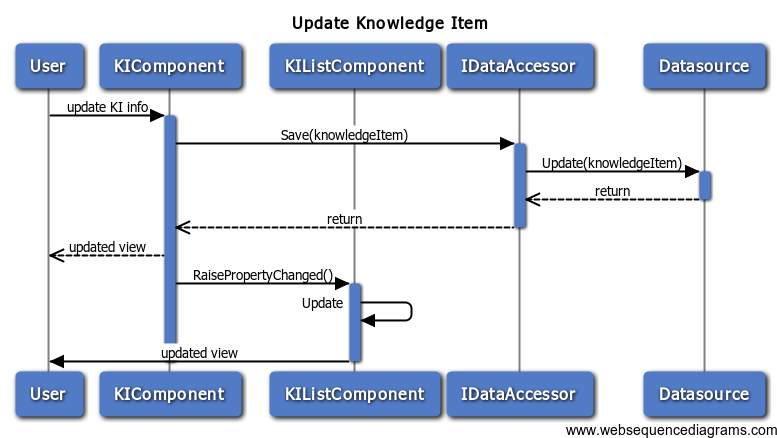 Update Knowledge Item
User KIComponent KIListComponent IDataAccessor Datasource
update KI info
Save(knowledgeItem)
Update(knowledgeItem)
return
return
updated view
RaisePropertyChanged()
Update
updated view
User KIComponent KIListComponent IDataAccessor Datasource
www.websequencediagrams.com